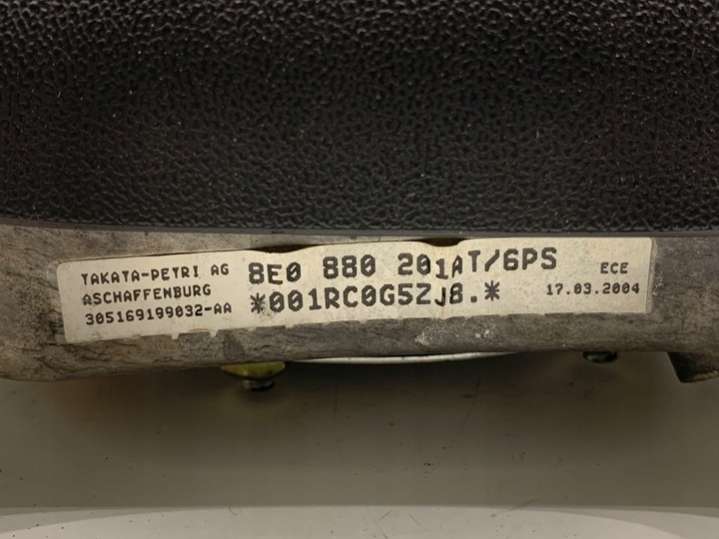 TAKATA-PETRI AG
ASCHAFFENBURG
305169199032-AA
8E0 880 201AT/6PS
*001RC0G5ZJ8.*
ECE
17.03.2004